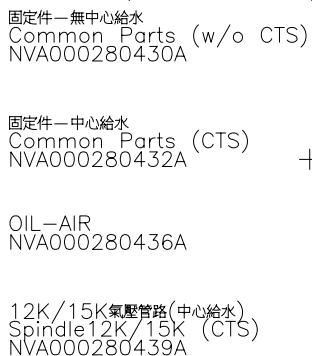 固定件—無中心給水
Common Parts (w/o CTS)
NVA000280430A
固定件—中心給水
Common Parts (CTS)
NVA000280432A
OIL-AIR
NVA000280436A
12K/15K氣壓管路(中心給水)
Spindle12K/15K (CTS)
NVA000280439A